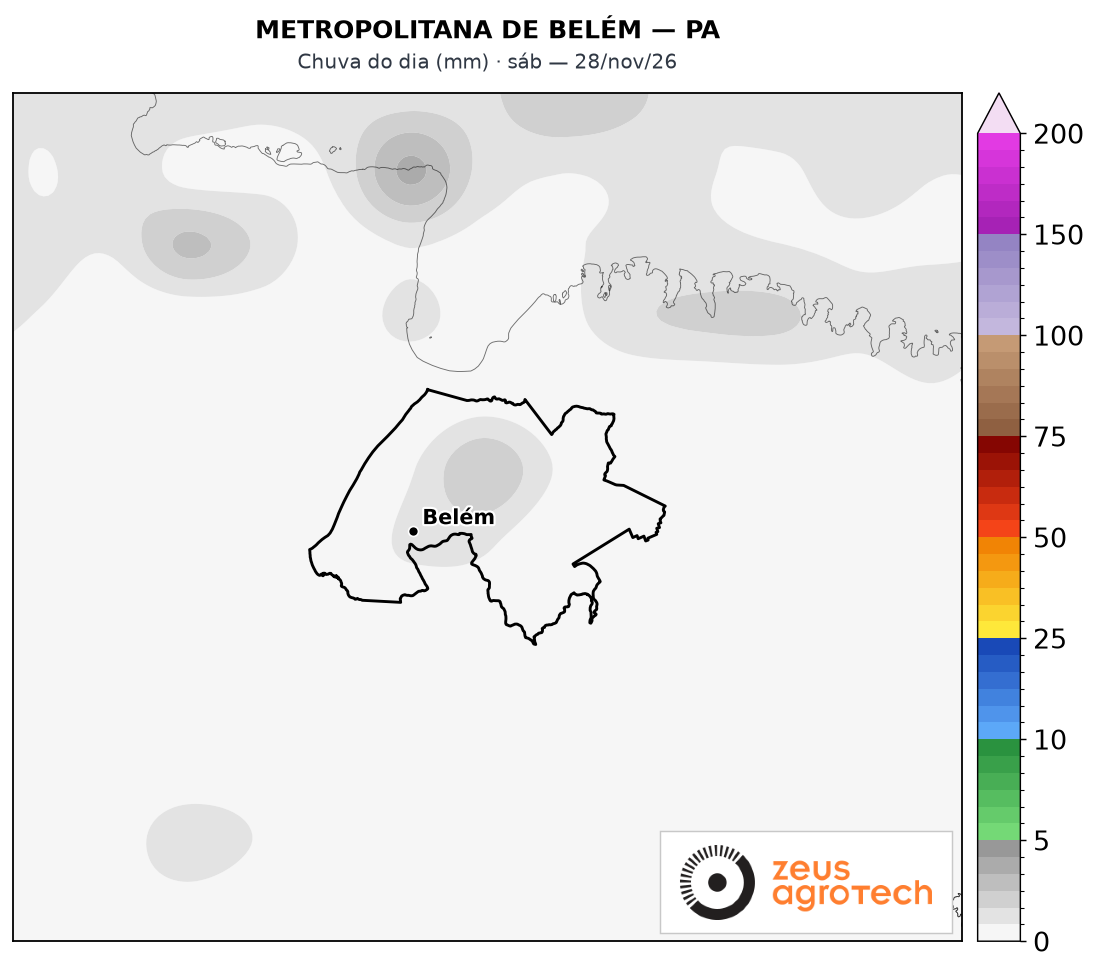 METROPOLITANA DE BELÉM — PA
Chuva do dia (mm) · sáb — 28/nov/26
200
150
100
75
50
25
10
5
0
Belém
zeus
agrotech